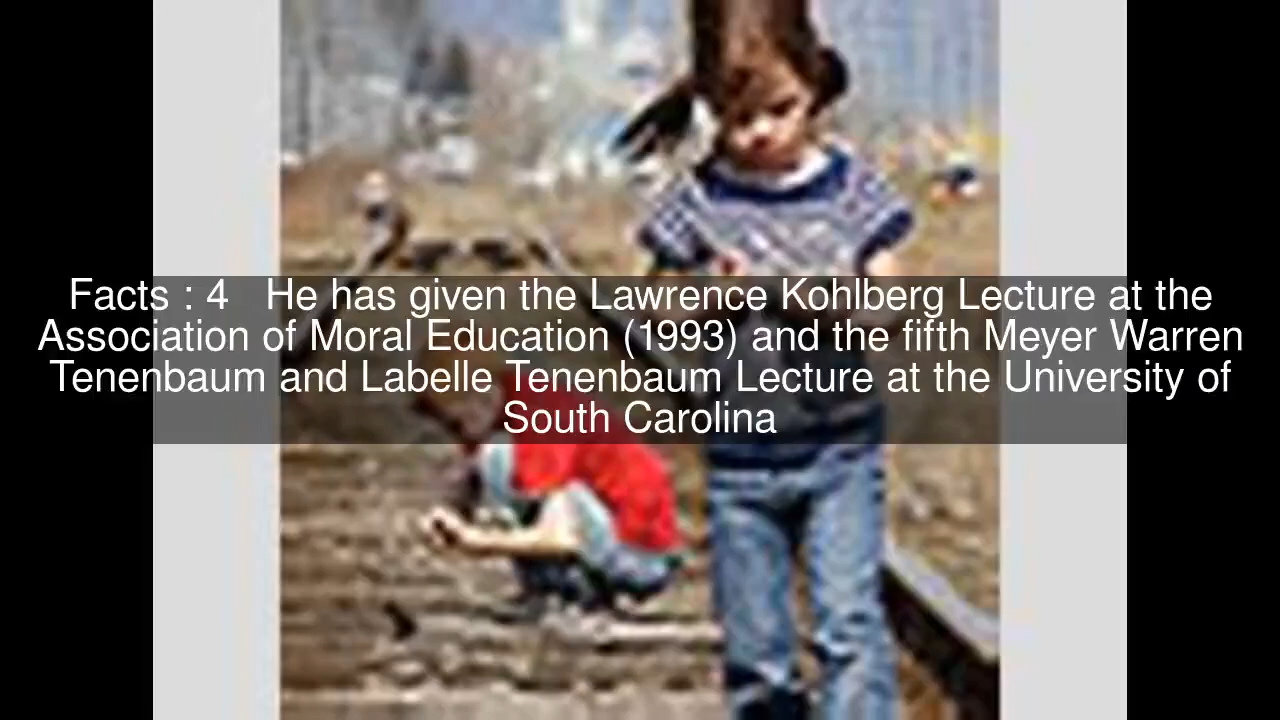 Facts : 4   He has given the Lawrence Kohlberg Lecture at the
Association of Moral Education (1993) and the fifth Meyer Warren
Tenenbaum and Labelle Tenenbaum Lecture at the University of
South Carolina